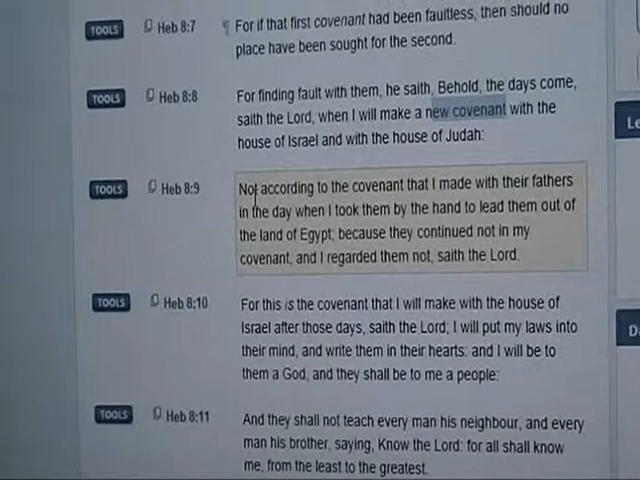 TOOLS Heb 8:7 ¶ For if that first covenant had been faultless, then should no
place have been sought for the second.
TOOLS Heb 8:8 For finding fault with them, he saith, Behold, the days come,
saith the Lord, when I will make a new covenant with the
house of Israel and with the house of Judah:
TOOLS Heb 8:9 Not according to the covenant that I made with their fathers
in the day when I took them by the hand to lead them out of
the land of Egypt; because they continued not in my
covenant, and I regarded them not, saith the Lord.
TOOLS Heb 8:10 For this is the covenant that I will make with the house of
Israel after those days, saith the Lord; I will put my laws into
their mind, and write them in their hearts: and I will be to
them a God, and they shall be to me a people:
TOOLS Heb 8:11 And they shall not teach every man his neighbour, and every
man his brother, saying, Know the Lord: for all shall know
me, from the least to the greatest.
Le
D